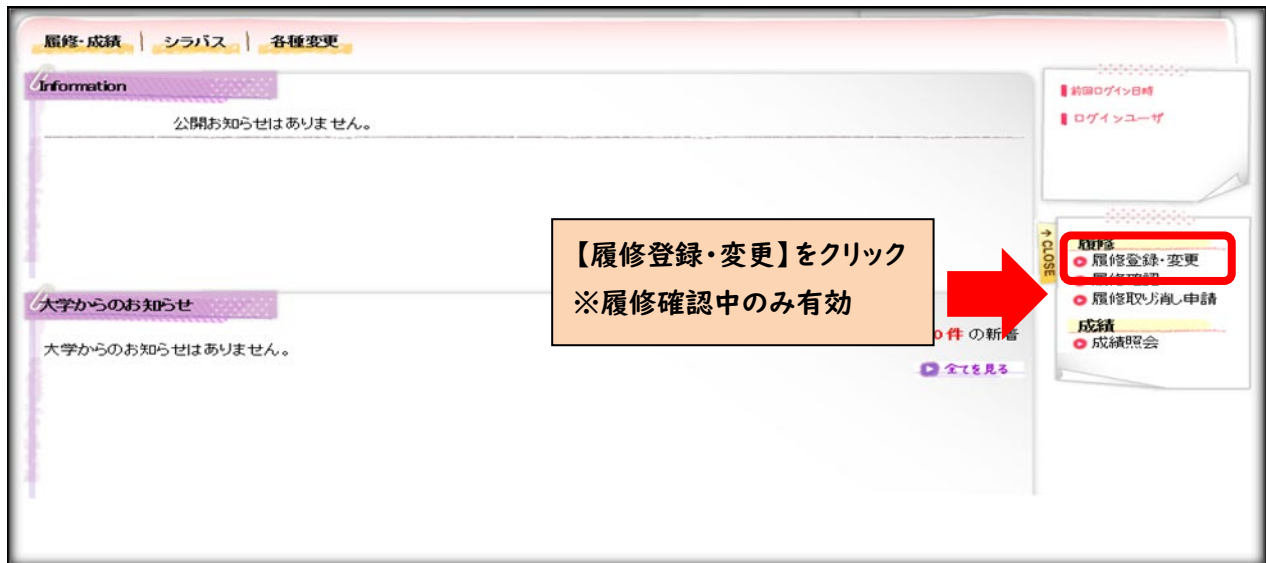 履修・成績 | シラバス | 各種変更
Information
公開お知らせはありません。
前回ログイン日時
ログインユーザ
【履修登録・変更】をクリック
※履修確認中のみ有効
↑CLOSE
履修
履修登録・変更
履修確認
履修取り消し申請
成績
成績照会
大学からのお知らせ
0件 の新着
大学からのお知らせはありません。
全てを見る